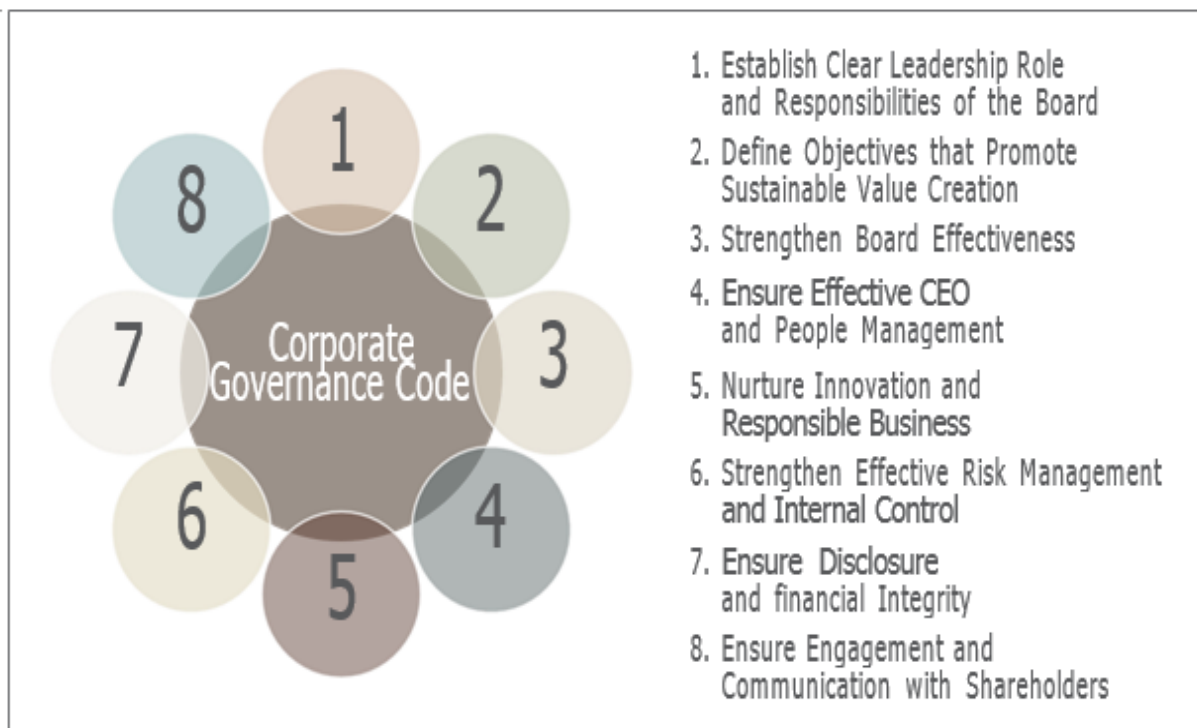 1
2
3
4
5
6
7
8
Corporate
Governance Code
1. Establish Clear Leadership Role
and Responsibilities of the Board
2. Define Objectives that Promote
Sustainable Value Creation
3. Strengthen Board Effectiveness
4. Ensure Effective CEO
and People Management
5. Nurture Innovation and
Responsible Business
6. Strengthen Effective Risk Management
and Internal Control
7. Ensure Disclosure
and financial Integrity
8. Ensure Engagement and
Communication with Shareholders